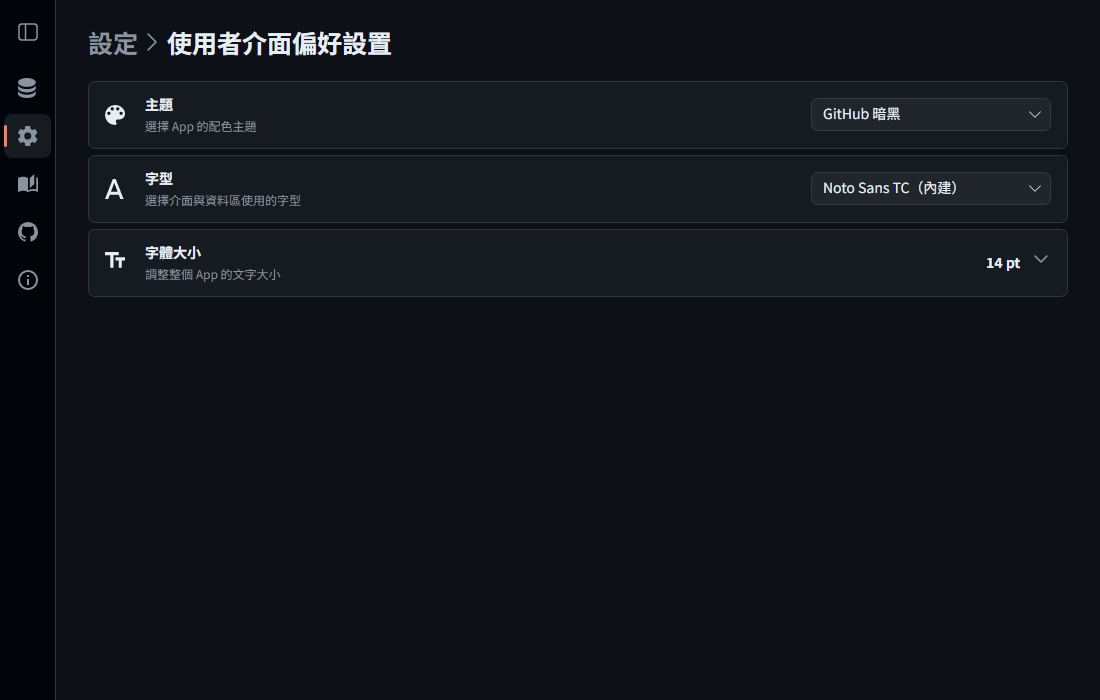 設定 > 使用者介面偏好設置
主題
選擇 App 的配色主題
GitHub 暗黑
字型
選擇介面與資料區使用的字型
Noto Sans TC（內建）
字體大小
調整整個 App 的文字大小
14 pt